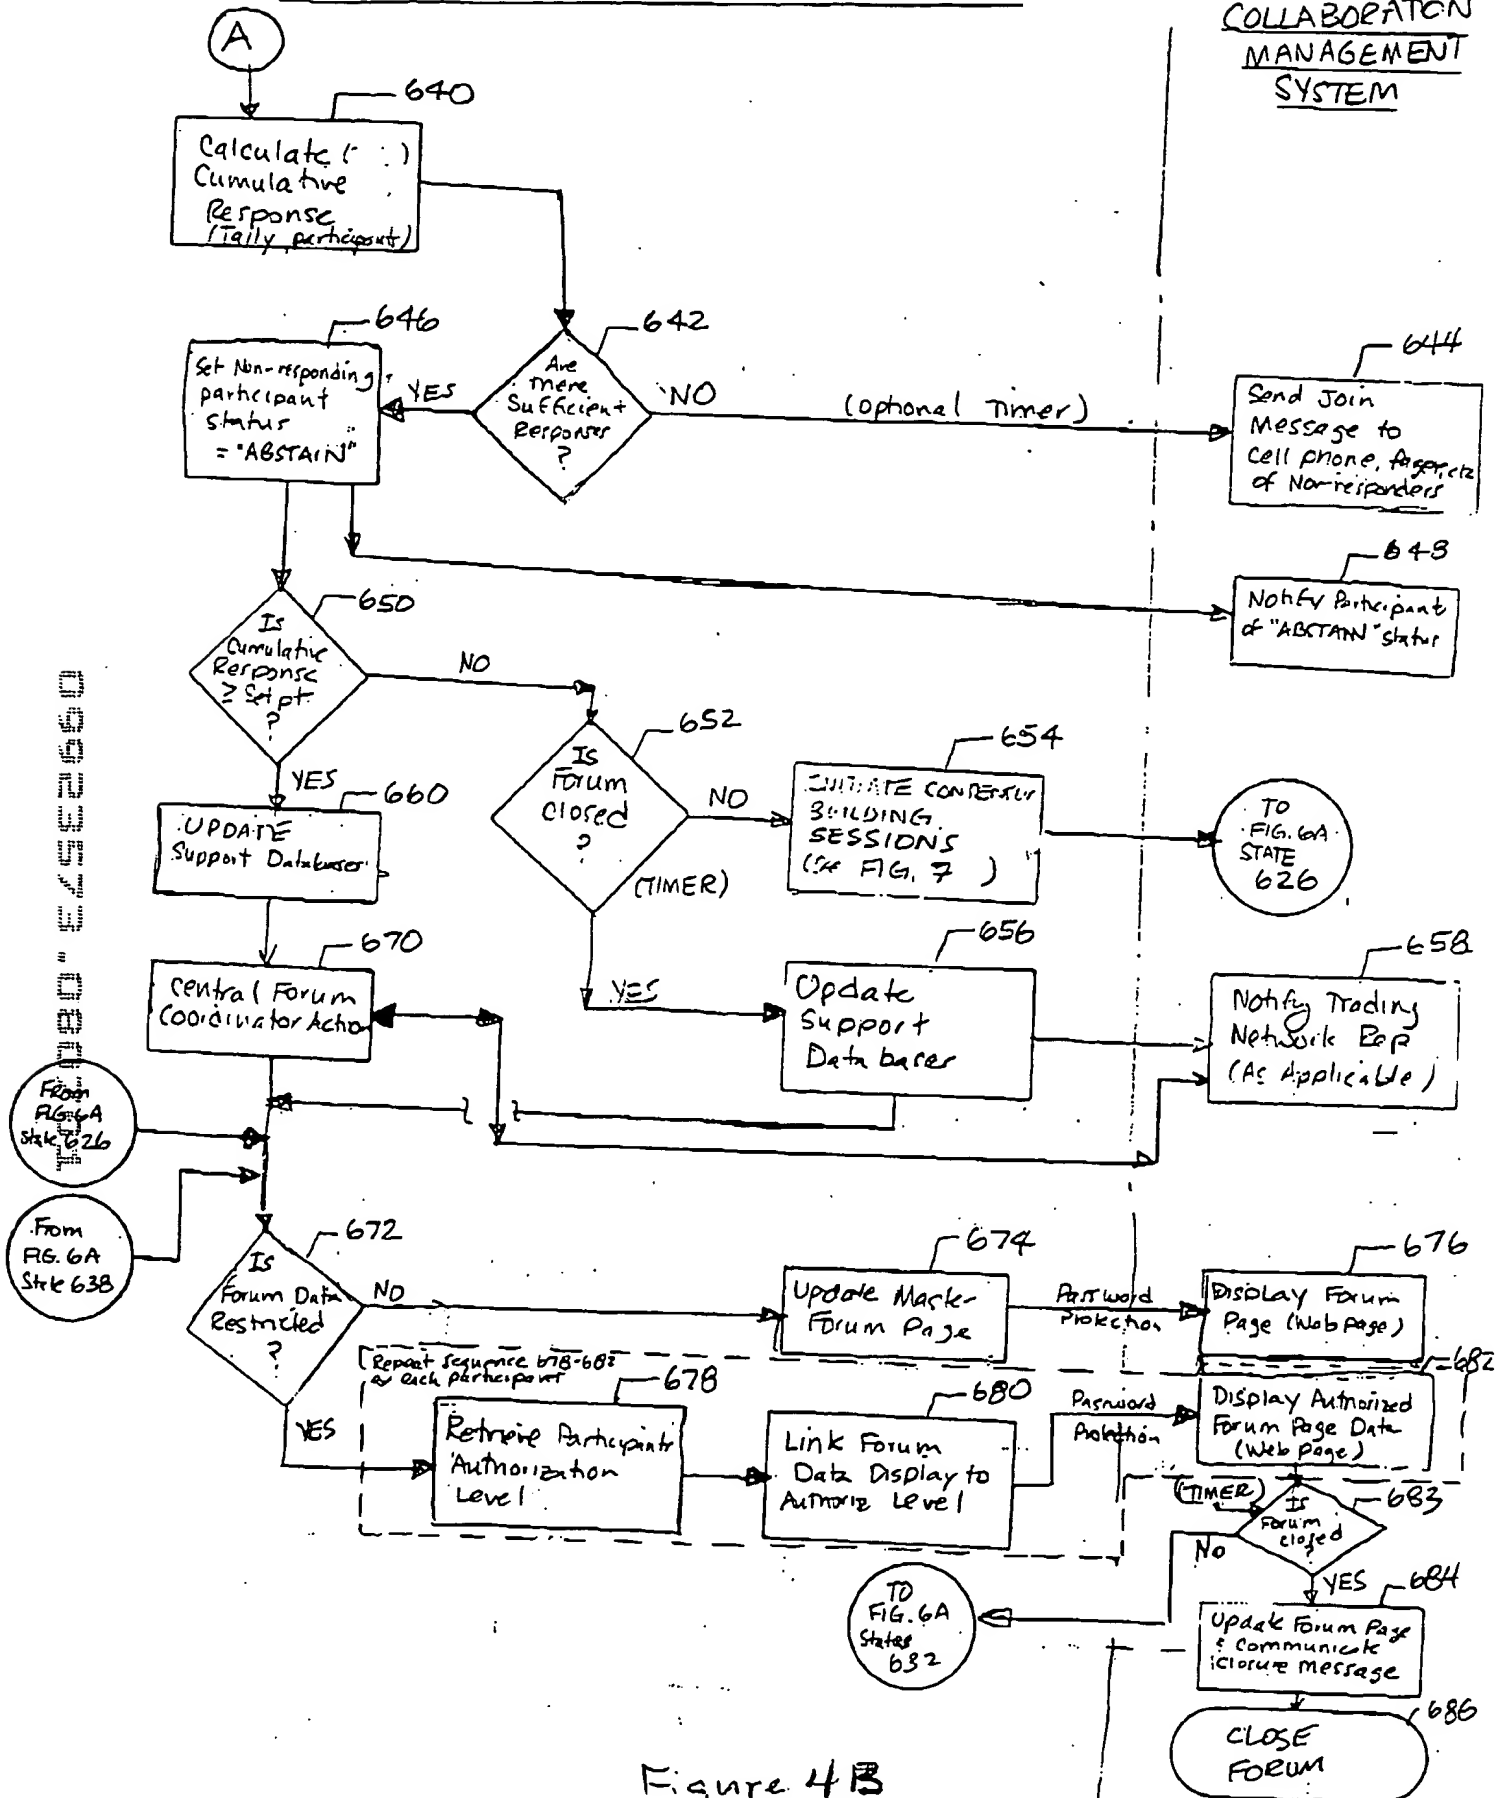 COLLABORATION
MANAGEMENT
SYSTEM
A
640
Calculate
Cumulative
Response
(Tally participant)
646
Set Non-responding
participant
status
= "ABSTAIN"
642
Are
there
Sufficient
Responses
?
YES
NO
(optional Timer)
644
Send Join
Message to
Cell phone, Pager, etc
of Non-responders
648
Notify Participant
of "ABSTAIN" status
650
Is
Cumulative
Response
≥ Set pt.
?
NO
YES
652
Is
Forum
closed
?
NO
(TIMER)
YES
654
INITIATE CONSENSUS
BUILDING
SESSIONS
(See FIG. 7 )
TO
FIG. 6A
STATE
626
660
UPDATE
Support Databases
656
Update
Support
Databases
658
Notify Trading
Network Rep
(As Applicable)
670
Central Forum
Coordinator Action
From
FIG. 6A
State 626
From
FIG. 6A
State 638
672
Is
Forum Data
Restricted
?
NO
YES
674
Update Master
Forum Page
Password
Protection
676
Display Forum
Page (Web page)
Repeat sequence 678-682
for each participant
678
Retrieve Participants
Authorization
Level
680
Link Forum
Data Display to
Authoriz Level
Password
Protection
682
Display Authorized
Forum Page Data
(Web Page)
(TIMER)
683
Is
Forum
closed
?
No
YES
TO
FIG. 6A
States
632
684
Update Forum Page
& Communicate
closure message
686
CLOSE
FORUM
Figure 4B